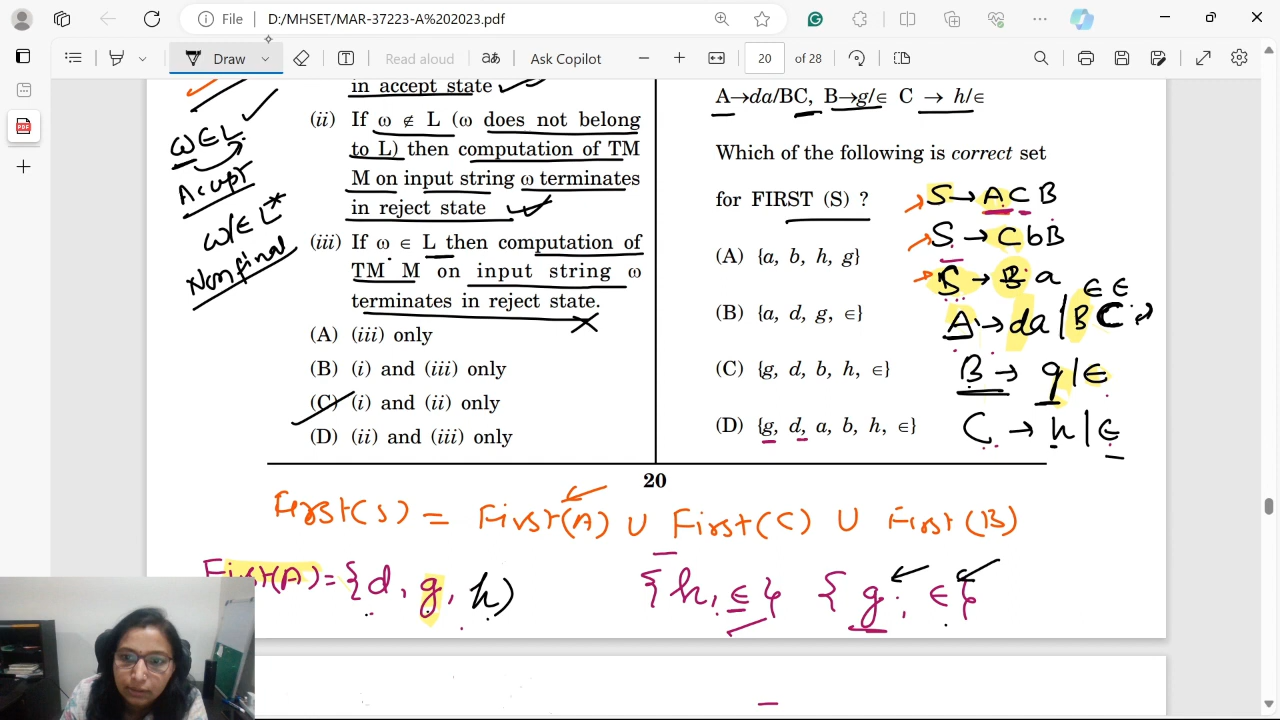 File D:/MHSET/MAR-37223-A%202023.pdf
Draw Read aloud aあ Ask Copilot 20 of 28
in accept state
(ii) If ω ∉ L (ω does not belong
to L) then computation of TM
M on input string ω terminates
in reject state
(iii) If ω ∈ L then computation of
TM M on input string ω
terminates in reject state.
(A) (iii) only
(B) (i) and (iii) only
(C) (i) and (ii) only
(D) (ii) and (iii) only
ω ∈ L
Accept
Nonfinal
A→da/BC, B→g/∈ C → h/∈
Which of the following is correct set
for FIRST (S) ?
(A) {a, b, h, g}
(B) {a, d, g, ∈}
(C) {g, d, b, h, ∈}
(D) {g, d, a, b, h, ∈}
S → A C B
S → C b B
S → B a
∈ ∈
A → da | B C
B → g | ∈
C → h | ∈
20
First(S) = First(A) ∪ First(C) ∪ First(B)
First(A) = {d, g, h) {h, ∈} {g, ∈}